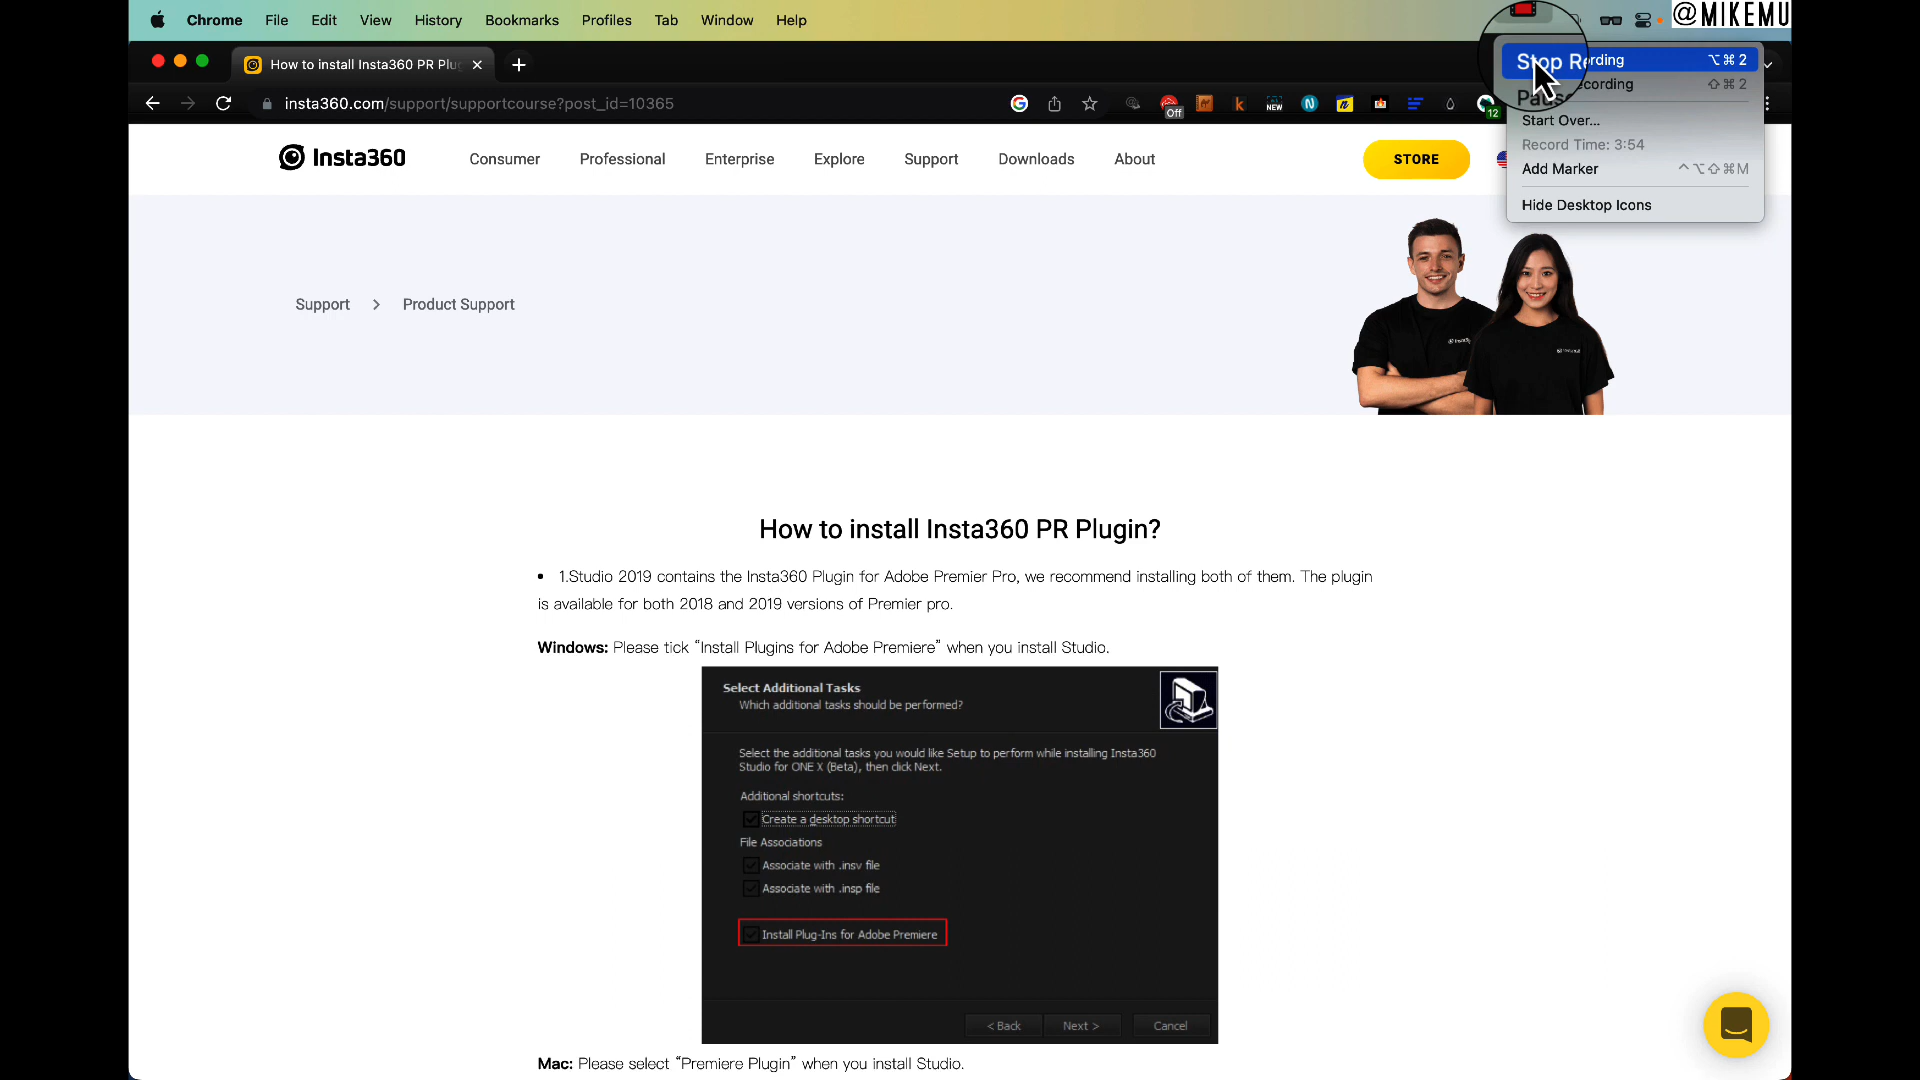 Chrome File Edit View History Bookmarks Profiles Tab Window Help
@MIKEMU
How to install Insta360 PR Plu
insta360.com/support/supportcourse?post_id=10365
Off
NEW
12
Stop Re rding ⌥⌘2
Paus ecording ⇧⌘2
Start Over...
Record Time: 3:54
Add Marker ^⌥⇧⌘M
Hide Desktop Icons
Insta360 Consumer Professional Enterprise Explore Support Downloads About STORE
Support > Product Support
How to install Insta360 PR Plugin?
• 1.Studio 2019 contains the Insta360 Plugin for Adobe Premier Pro, we recommend installing both of them. The plugin
is available for both 2018 and 2019 versions of Premier pro.
Windows: Please tick “Install Plugins for Adobe Premiere” when you install Studio.
Select Additional Tasks
Which additional tasks should be performed?
Select the additional tasks you would like Setup to perform while installing Insta360
Studio for ONE X (Beta), then click Next.
Additional shortcuts:
Create a desktop shortcut
File Associations
Associate with .insv file
Associate with .insp file
Install Plug-Ins for Adobe Premiere
< Back Next > Cancel
Mac: Please select “Premiere Plugin” when you install Studio.